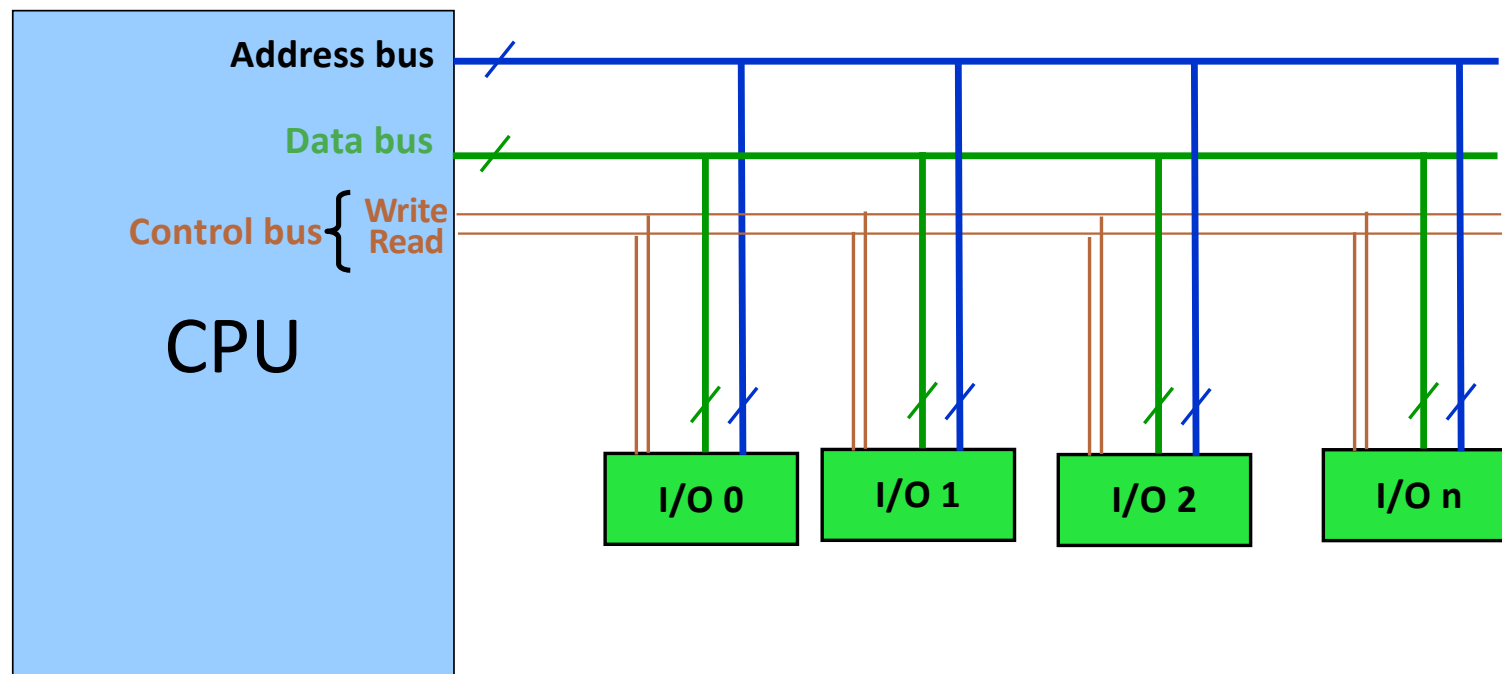 Address bus
Data bus
Control bus { Write
Read
CPU
I/O 0
I/O 1
I/O 2
I/O n